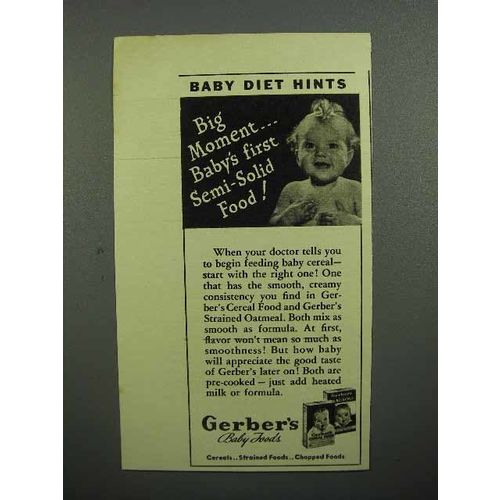 BABY DIET HINTS
Big
Moment...
Baby's first
Semi-Solid
Food!
When your doctor tells you
to begin feeding baby cereal—
start with the right one! One
that has the smooth, creamy
consistency you find in Ger-
ber's Cereal Food and Gerber's
Strained Oatmeal. Both mix as
smooth as formula. At first,
flavor won't mean so much as
smoothness! But how baby
will appreciate the good taste
of Gerber's later on! Both are
pre-cooked — just add heated
milk or formula.
Gerber's
Baby Foods
Cereals .. Strained Foods .. Chopped Foods